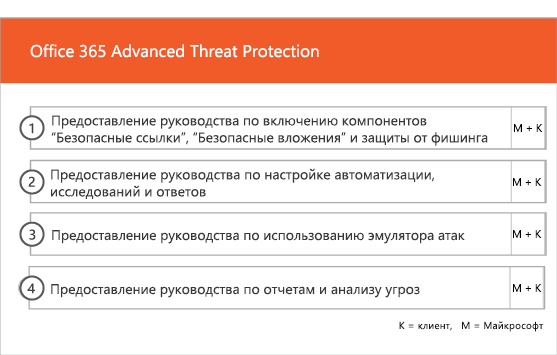 Office 365 Advanced Threat Protection
1
Предоставление руководства по включению компонентов
“Безопасные ссылки”, “Безопасные вложения” и защиты от фишинга
М + К
2
Предоставление руководства по настройке автоматизации,
исследований и ответов
М + К
3
Предоставление руководства по использованию эмулятора атак
М + К
4
Предоставление руководства по отчетам и анализу угроз
М + К
К = клиент, М = Майкрософт